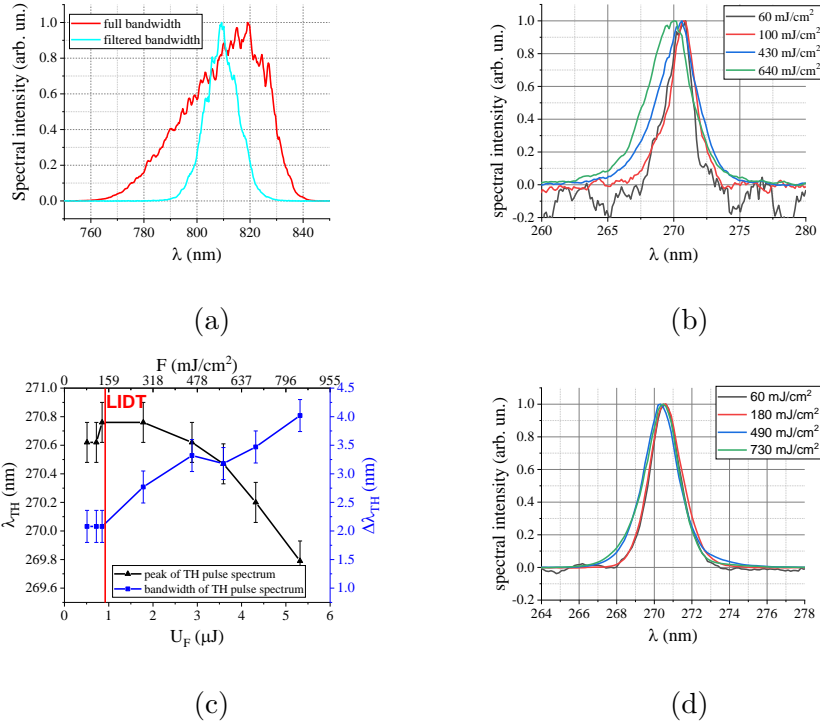 full bandwidth
filtered bandwidth
Spectral intensity (arb. un.)
1.0
0.8
0.6
0.4
0.2
0.0
760 780 800 820 840
λ (nm)
(a)
60 mJ/cm²
100 mJ/cm²
430 mJ/cm²
640 mJ/cm²
spectral intensity (arb. un.)
1.0
0.8
0.6
0.4
0.2
0.0
-0.2
260 265 270 275 280
λ (nm)
(b)
F (mJ/cm²)
0 159 318 478 637 796 955
LIDT
λTH (nm)
271.0
270.8
270.6
270.4
270.2
270.0
269.8
269.6
4.5
4.0
3.5
3.0
2.5
2.0
1.5
1.0
ΔλTH (nm)
peak of TH pulse spectrum
bandwidth of TH pulse spectrum
0 1 2 3 4 5 6
UF (μJ)
(c)
60 mJ/cm²
180 mJ/cm²
490 mJ/cm²
730 mJ/cm²
spectral intensity (arb. un.)
1.0
0.8
0.6
0.4
0.2
0.0
-0.2
264 266 268 270 272 274 276 278
λ (nm)
(d)